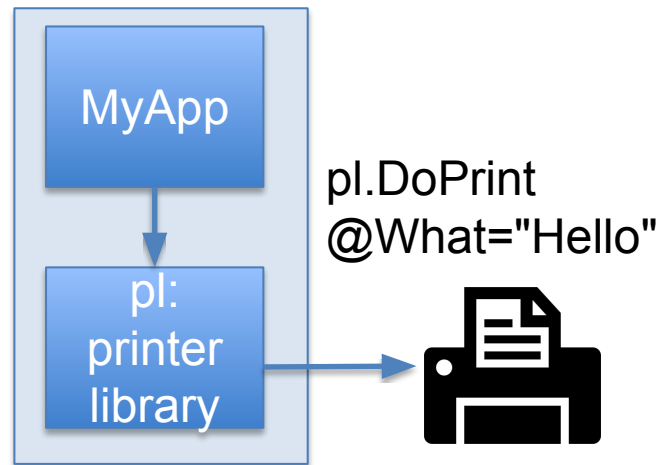 MyApp
pl.DoPrint
@What="Hello"
pl:
printer
library